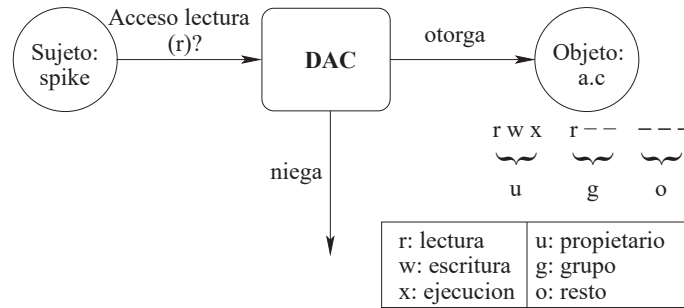 Acceso lectura
(r)?
Sujeto:
spike
DAC
otorga
Objeto:
a.c
niega
r w x r – – – – –
u g o
r: lectura
w: escritura
x: ejecucion
u: propietario
g: grupo
o: resto